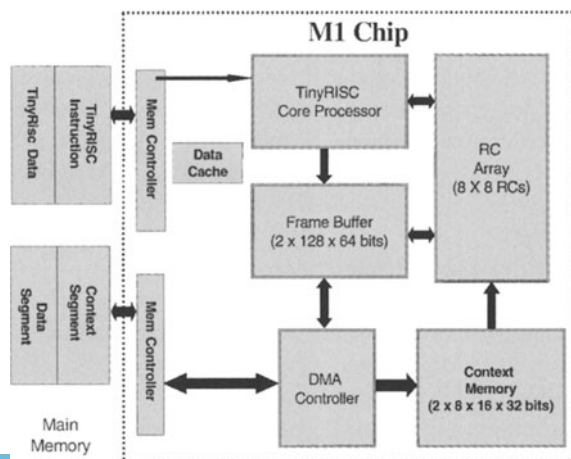 M1 Chip
TinyRisc Data
TinyRISC
Instruction
Mem Controller
Data
Cache
TinyRISC
Core Processor
RC
Array
(8 X 8 RCs)
Frame Buffer
(2 x 128 x 64 bits)
Data
Segment
Context
Segment
Mem Controller
DMA
Controller
Context
Memory
(2 x 8 x 16 x 32 bits)
Main
Memory